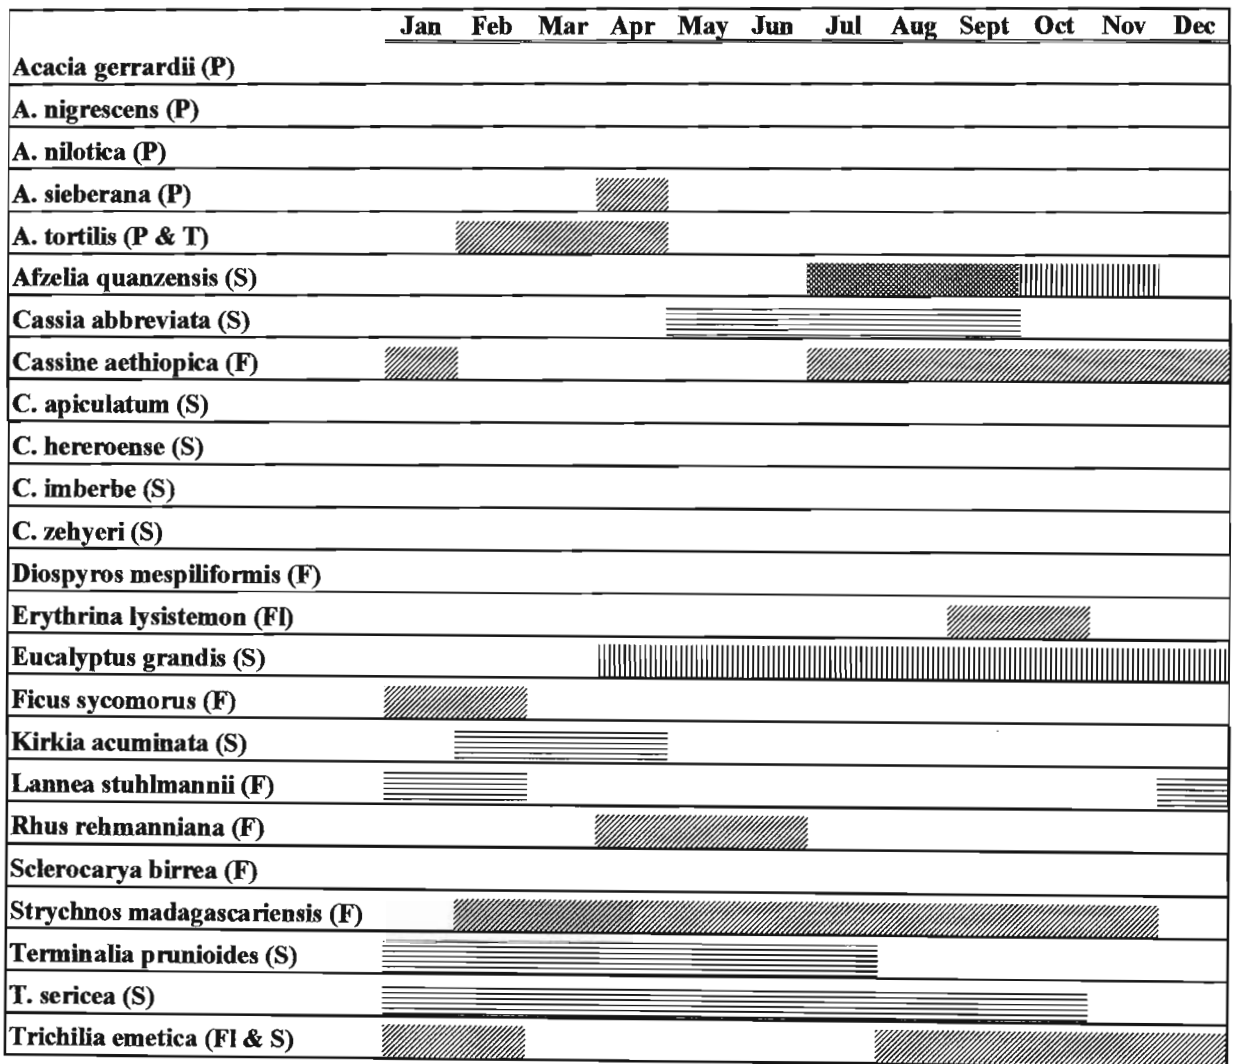 Jan Feb Mar Apr May Jun Jul Aug Sept Oct Nov Dec
Acacia gerrardii (P)
A. nigrescens (P)
A. nilotica (P)
A. sieberana (P)
A. tortilis (P & T)
Afzelia quanzensis (S)
Cassia abbreviata (S)
Cassine aethiopica (F)
C. apiculatum (S)
C. hereroense (S)
C. imberbe (S)
C. zehyeri (S)
Diospyros mespiliformis (F)
Erythrina lysistemon (Fl)
Eucalyptus grandis (S)
Ficus sycomorus (F)
Kirkia acuminata (S)
Lannea stuhlmannii (F)
Rhus rehmanniana (F)
Sclerocarya birrea (F)
Strychnos madagascariensis (F)
Terminalia prunioides (S)
T. sericea (S)
Trichilia emetica (Fl & S)